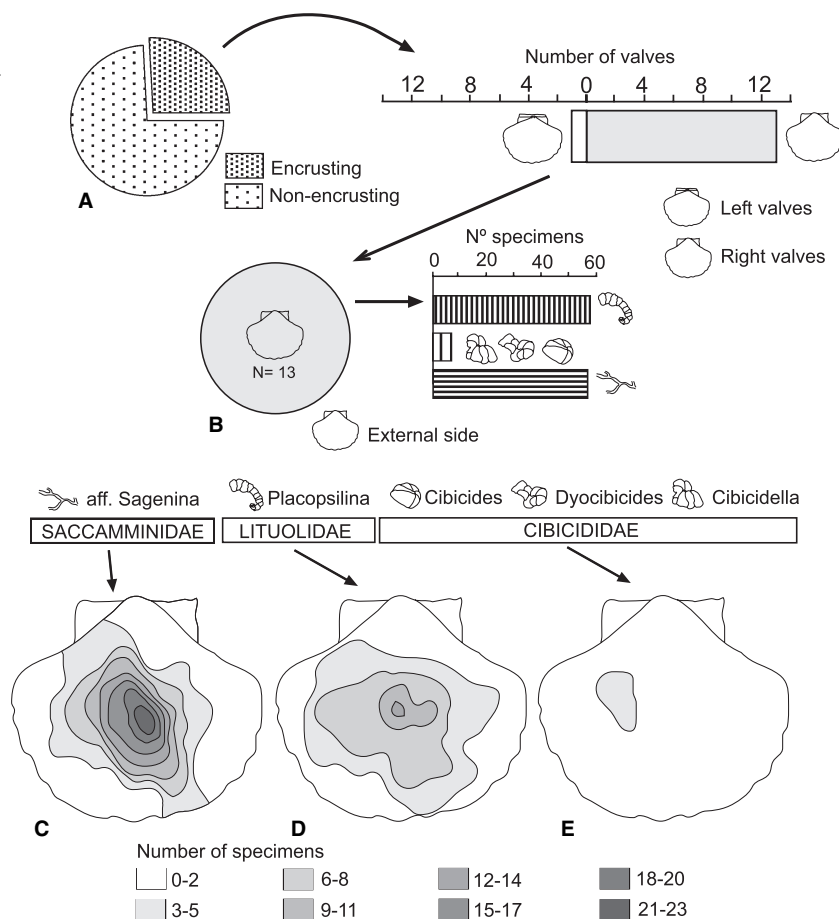 Number of valves
12 8 4 0 4 8 12
Encrusting
Non-encrusting
A
Left valves
Right valves
Nº specimens
0 20 40 60
N= 13
B
External side
aff. Sagenina Placopsilina Cibicides Dyocibicides Cibicidella
SACCAMMINIDAE LITUOLIDAE CIBICIDIDAE
C D E
Number of specimens
0-2 6-8 12-14 18-20
3-5 9-11 15-17 21-23